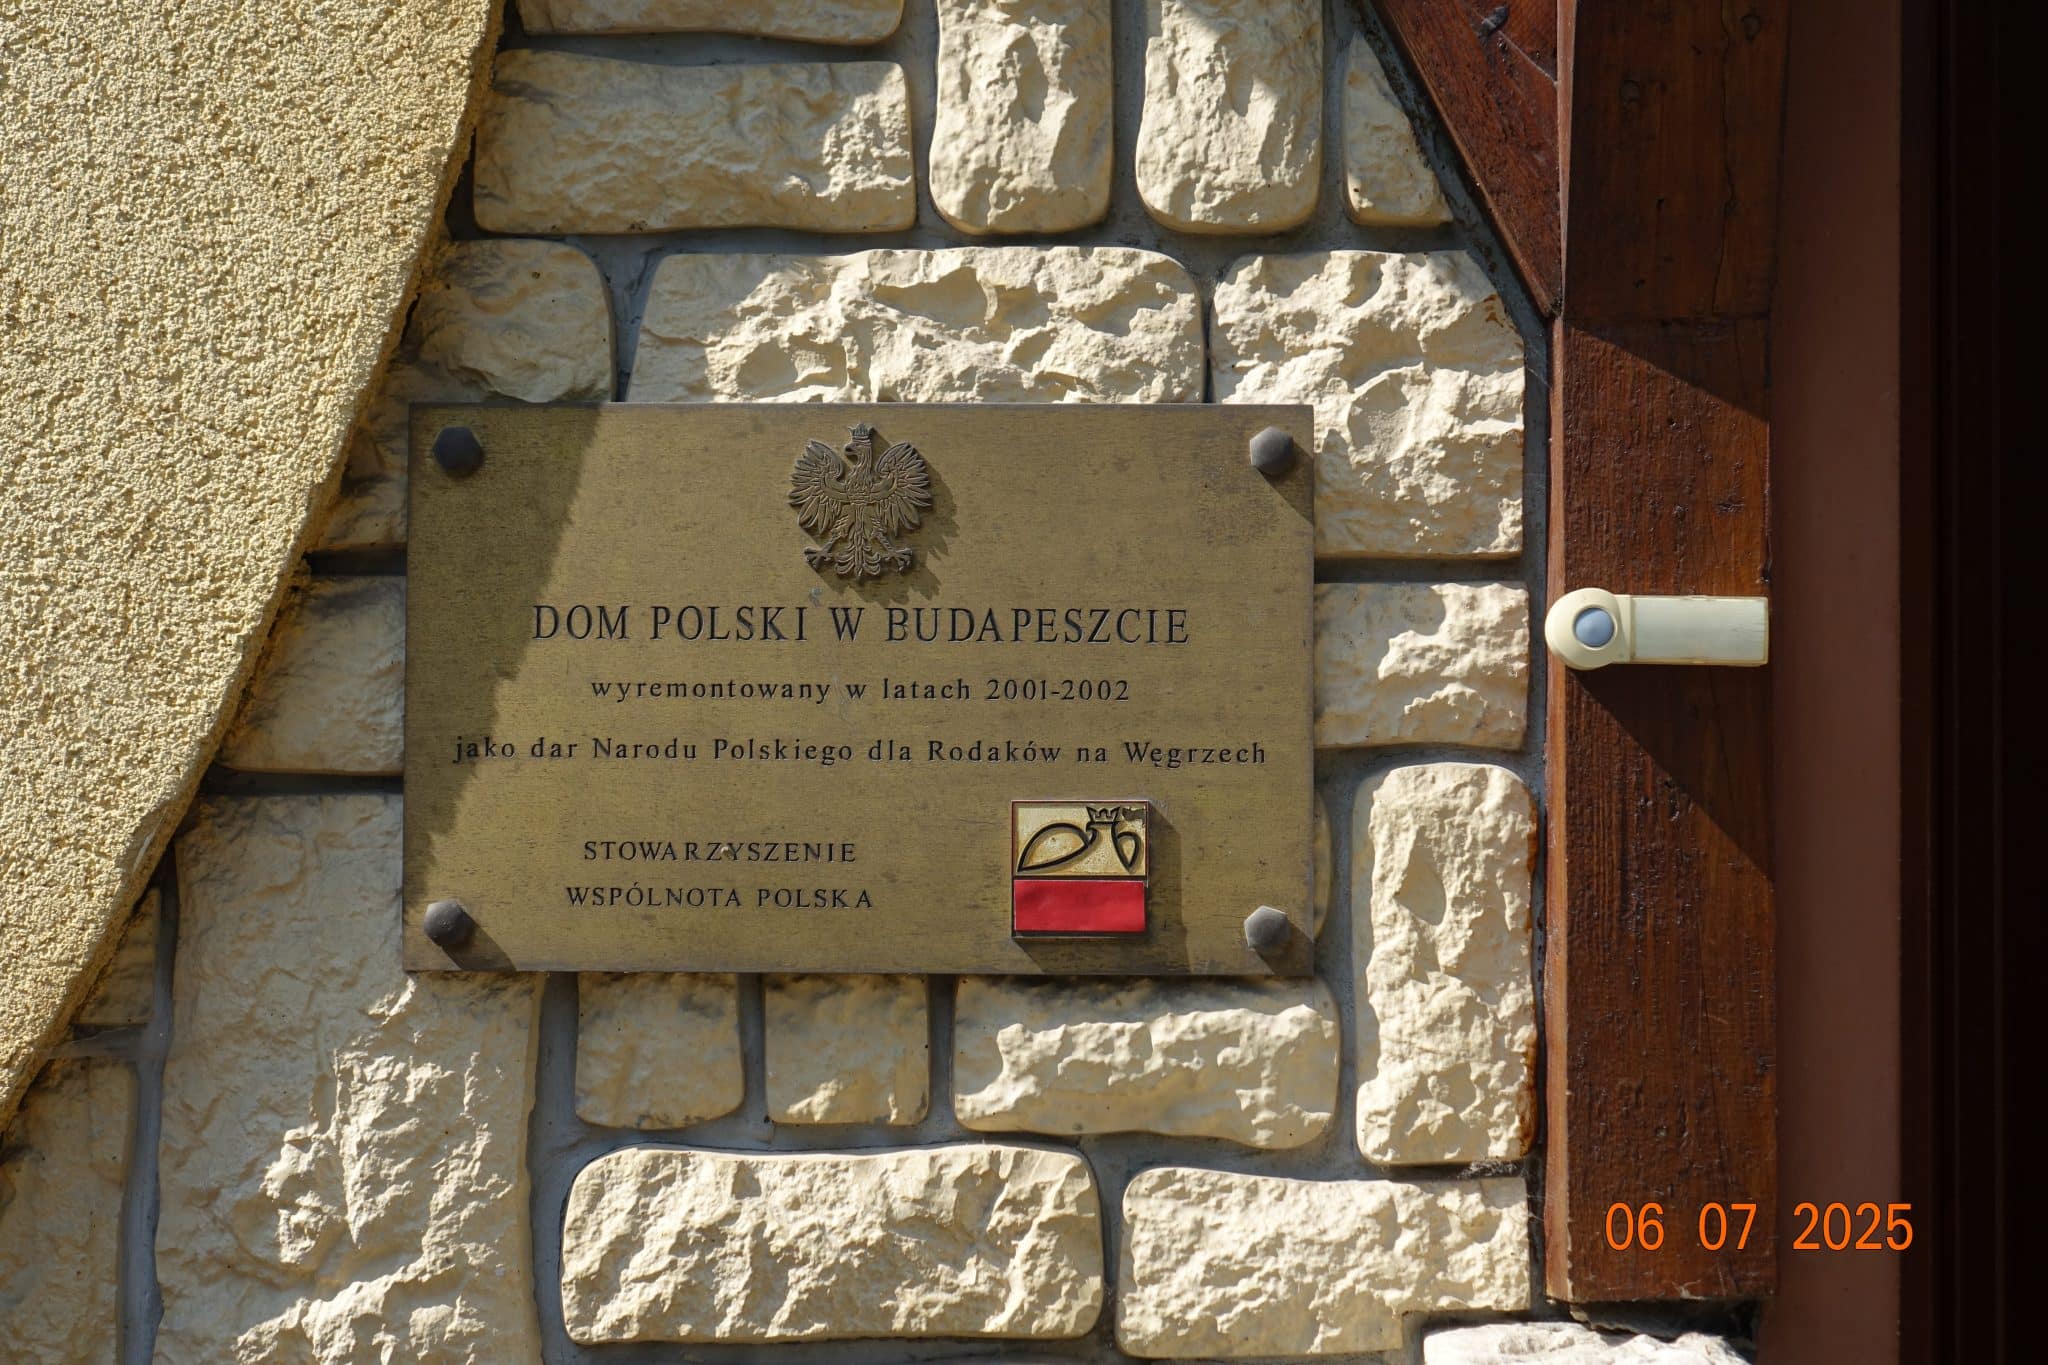 DOM POLSKI W BUDAPESZCIE
wyremontowany w latach 2001-2002
jako dar Narodu Polskiego dla Rodaków na Węgrzech
STOWARZYSZENIE
WSPÓLNOTA POLSKA
06 07 2025